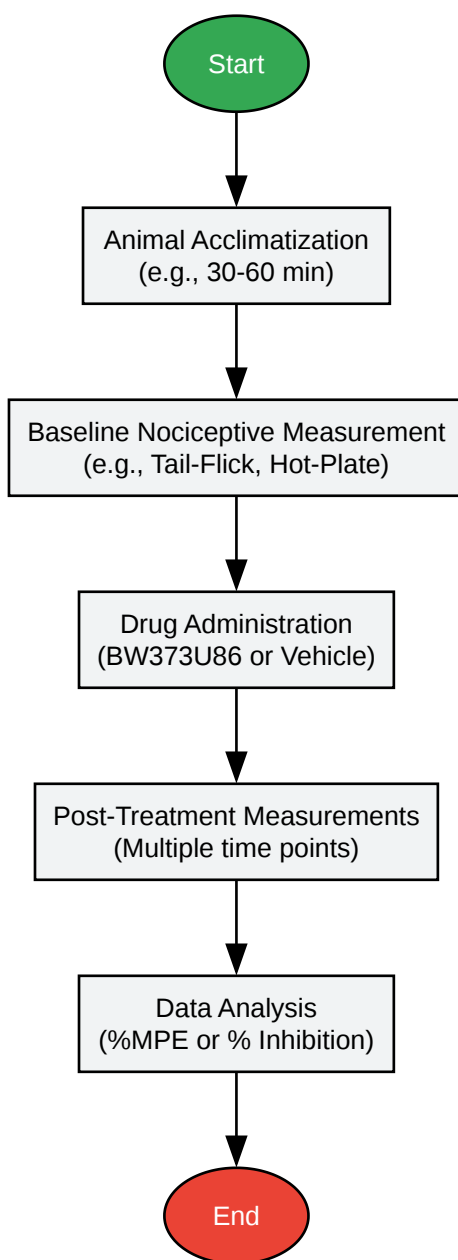 Start
Animal Acclimatization
(e.g., 30-60 min)
Baseline Nociceptive Measurement
(e.g., Tail-Flick, Hot-Plate)
Drug Administration
(BW373U86 or Vehicle)
Post-Treatment Measurements
(Multiple time points)
Data Analysis
(%MPE or % Inhibition)
End